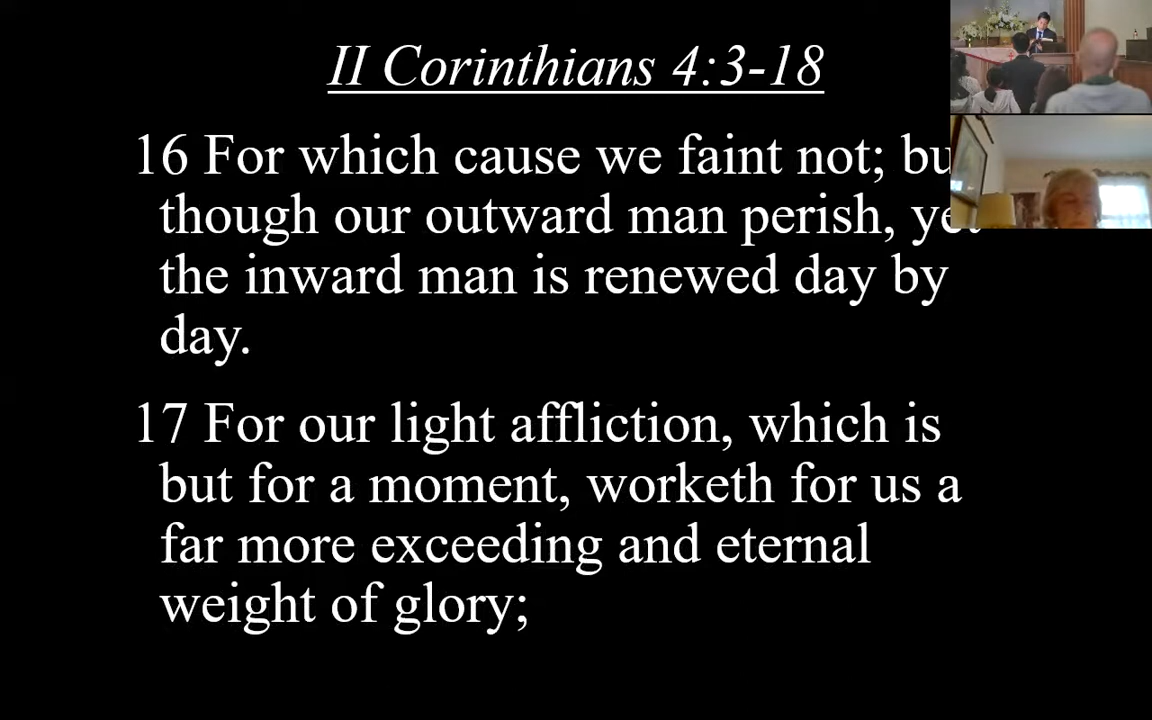 II Corinthians 4:3-18
16 For which cause we faint not; bu
though our outward man perish, yet
the inward man is renewed day by
day.
17 For our light affliction, which is
but for a moment, worketh for us a
far more exceeding and eternal
weight of glory;